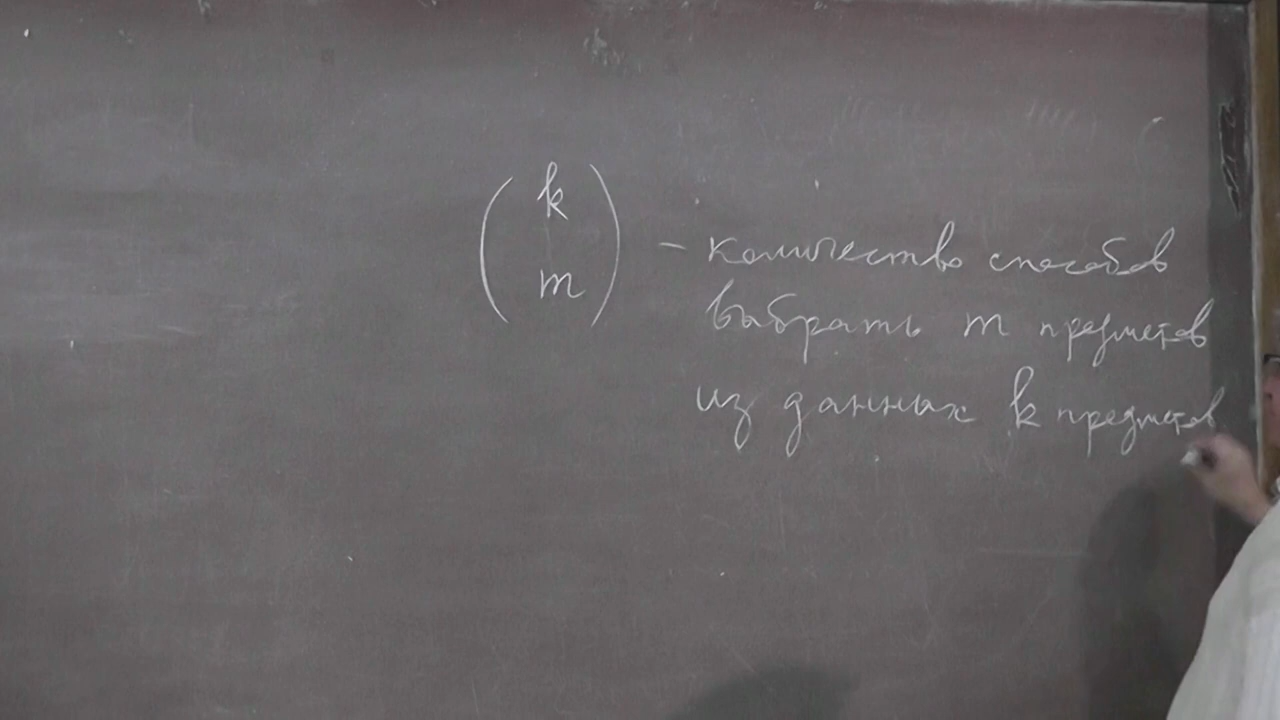 (k m) – количество способов
выбрать m предметов
из данных k предметов